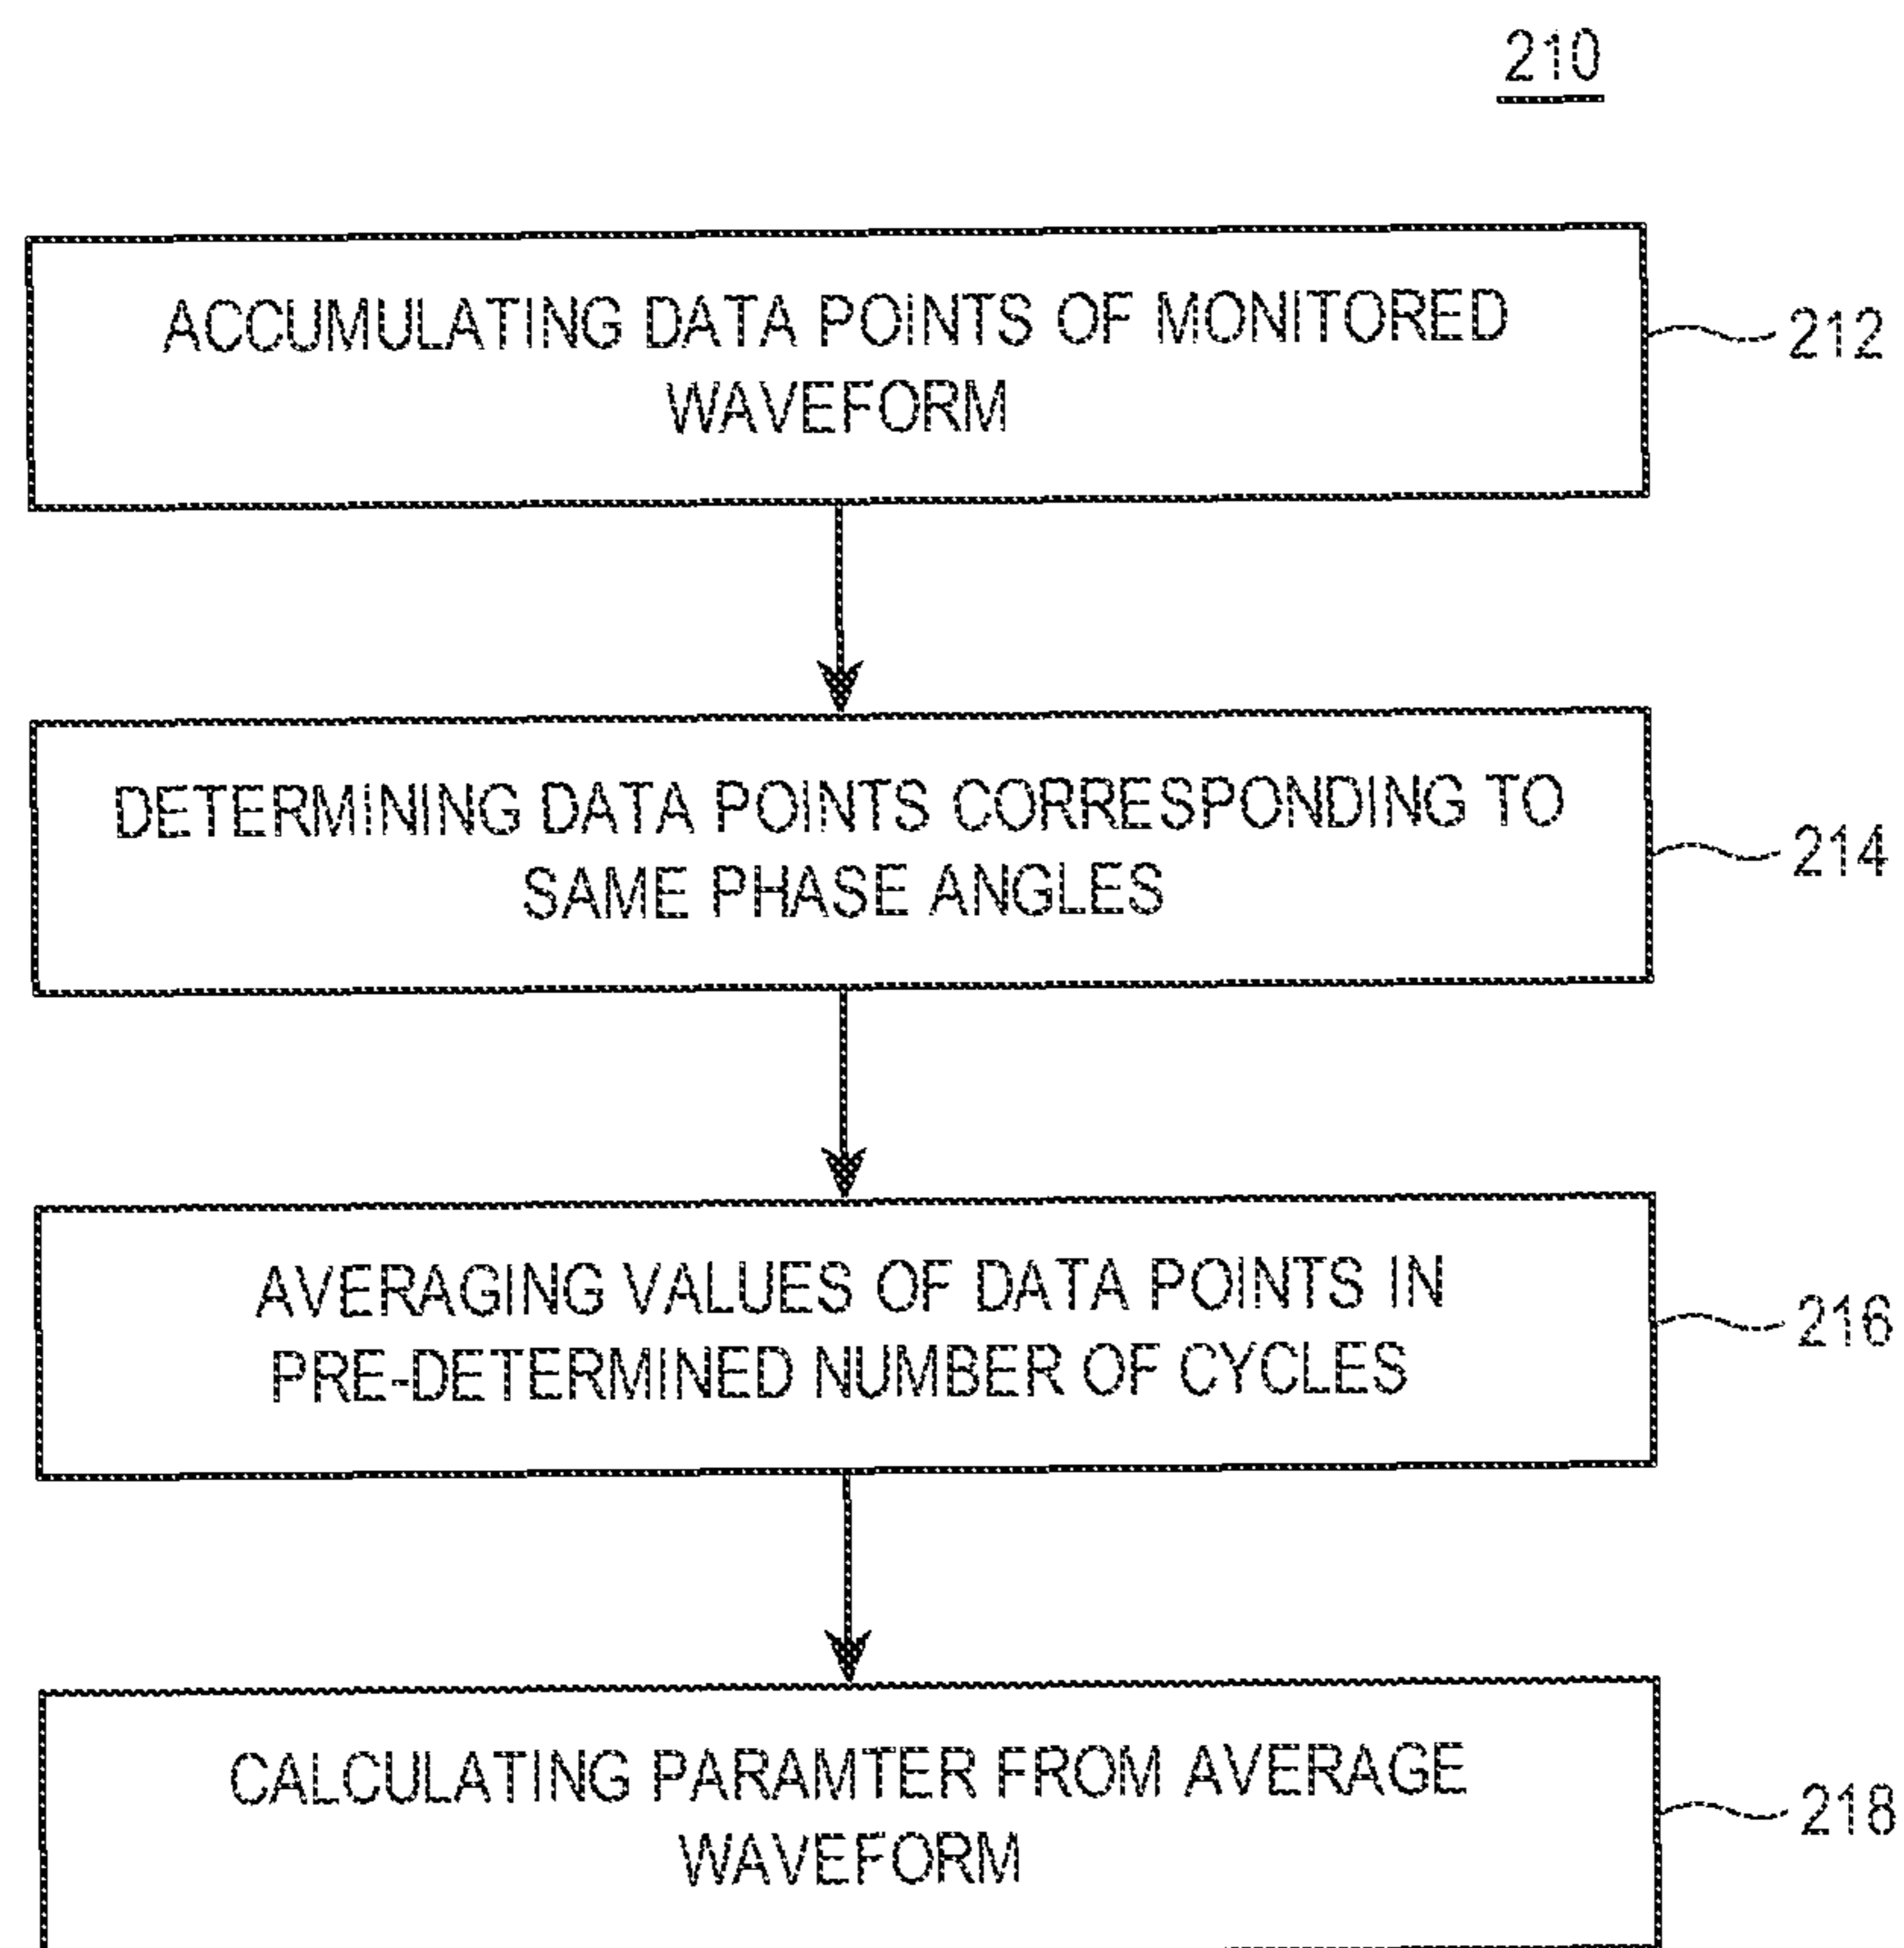 210
ACCUMULATING DATA POINTS OF MONITORED
WAVEFORM
212
DETERMINING DATA POINTS CORRESPONDING TO
SAME PHASE ANGLES
214
AVERAGING VALUES OF DATA POINTS IN
PRE-DETERMINED NUMBER OF CYCLES
216
CALCULATING PARAMTER FROM AVERAGE
WAVEFORM
218